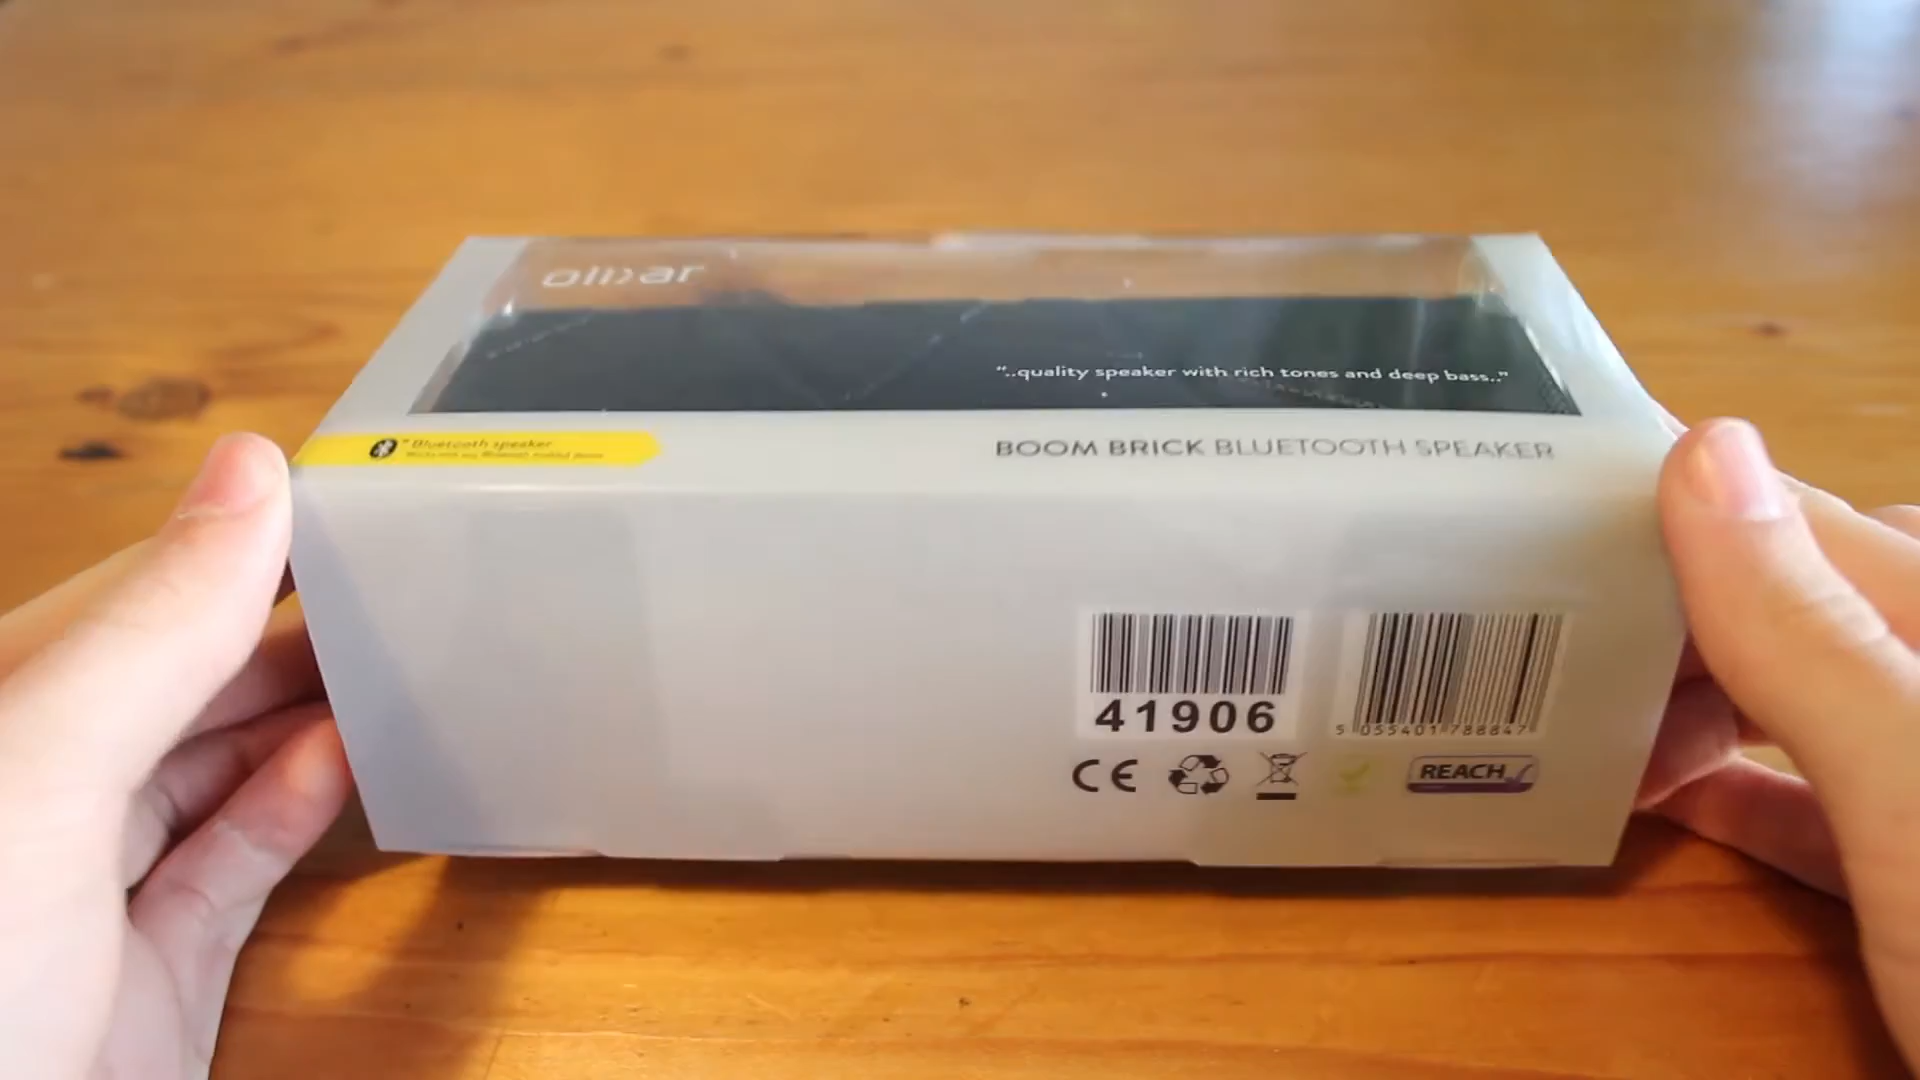 olixar
“..quality speaker with rich tones and deep bass..”
Bluetooth speaker
BOOM BRICK BLUETOOTH SPEAKER
41906
5 055401 788847
CE
REACH